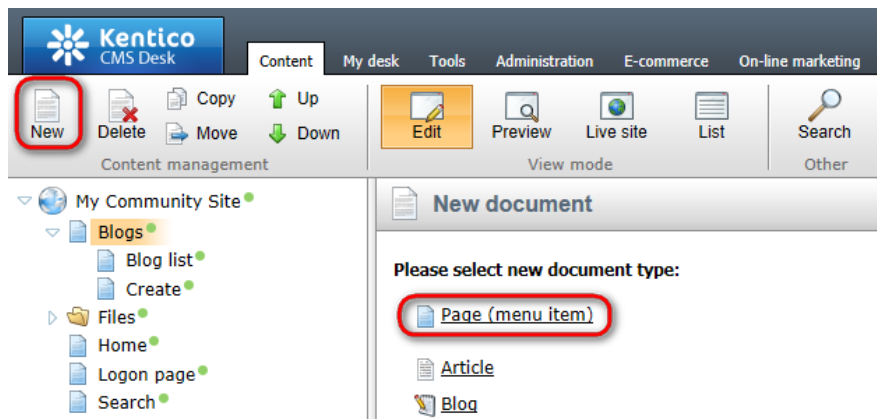 Kentico
CMS Desk
Content My desk Tools Administration E-commerce On-line marketing
New Delete Copy Move Up Down Edit Preview Live site List Search
Content management View mode Other
My Community Site
Blogs
Blog list
Create
Files
Home
Logon page
Search
New document
Please select new document type:
Page (menu item)
Article
Blog